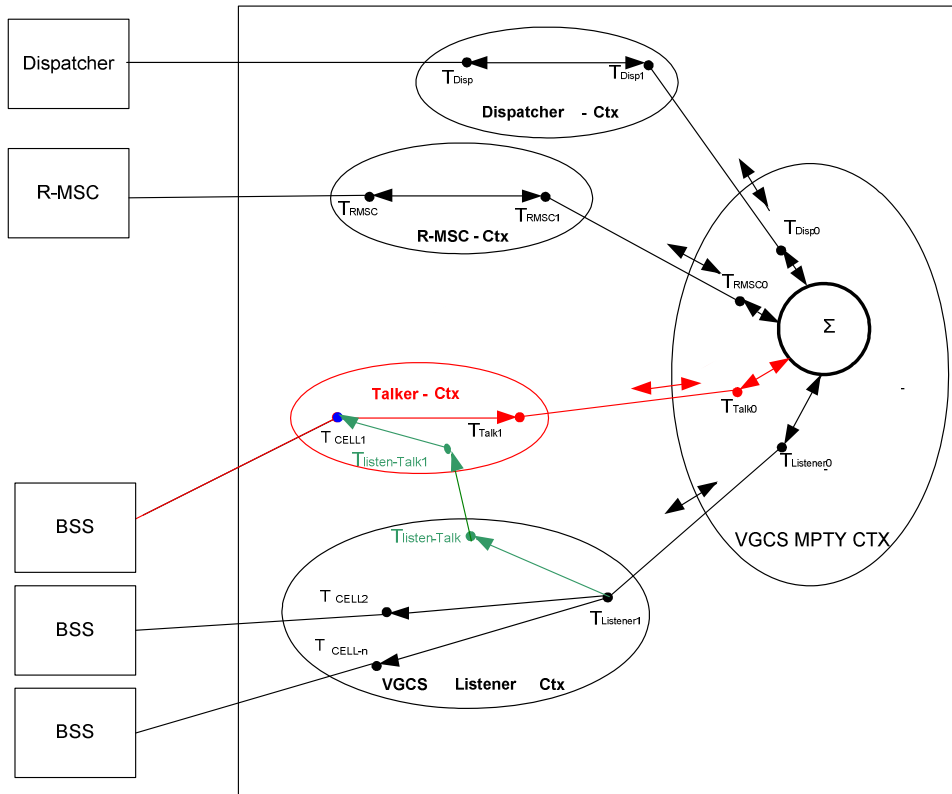 Dispatcher
TDisp
TDisp1
Dispatcher - Ctx
R-MSC
TRMSC
TRMSC1
R-MSC - Ctx
TDisp0
TRMSC0
Σ
Talker - Ctx
T CELL1
TTalk1
TTalk0
-
Tlisten-Talk1
TListener0
BSS
Tlisten-Talk
VGCS MPTY CTX
BSS
T CELL2
TListener1
T CELL-n
VGCS Listener Ctx
BSS